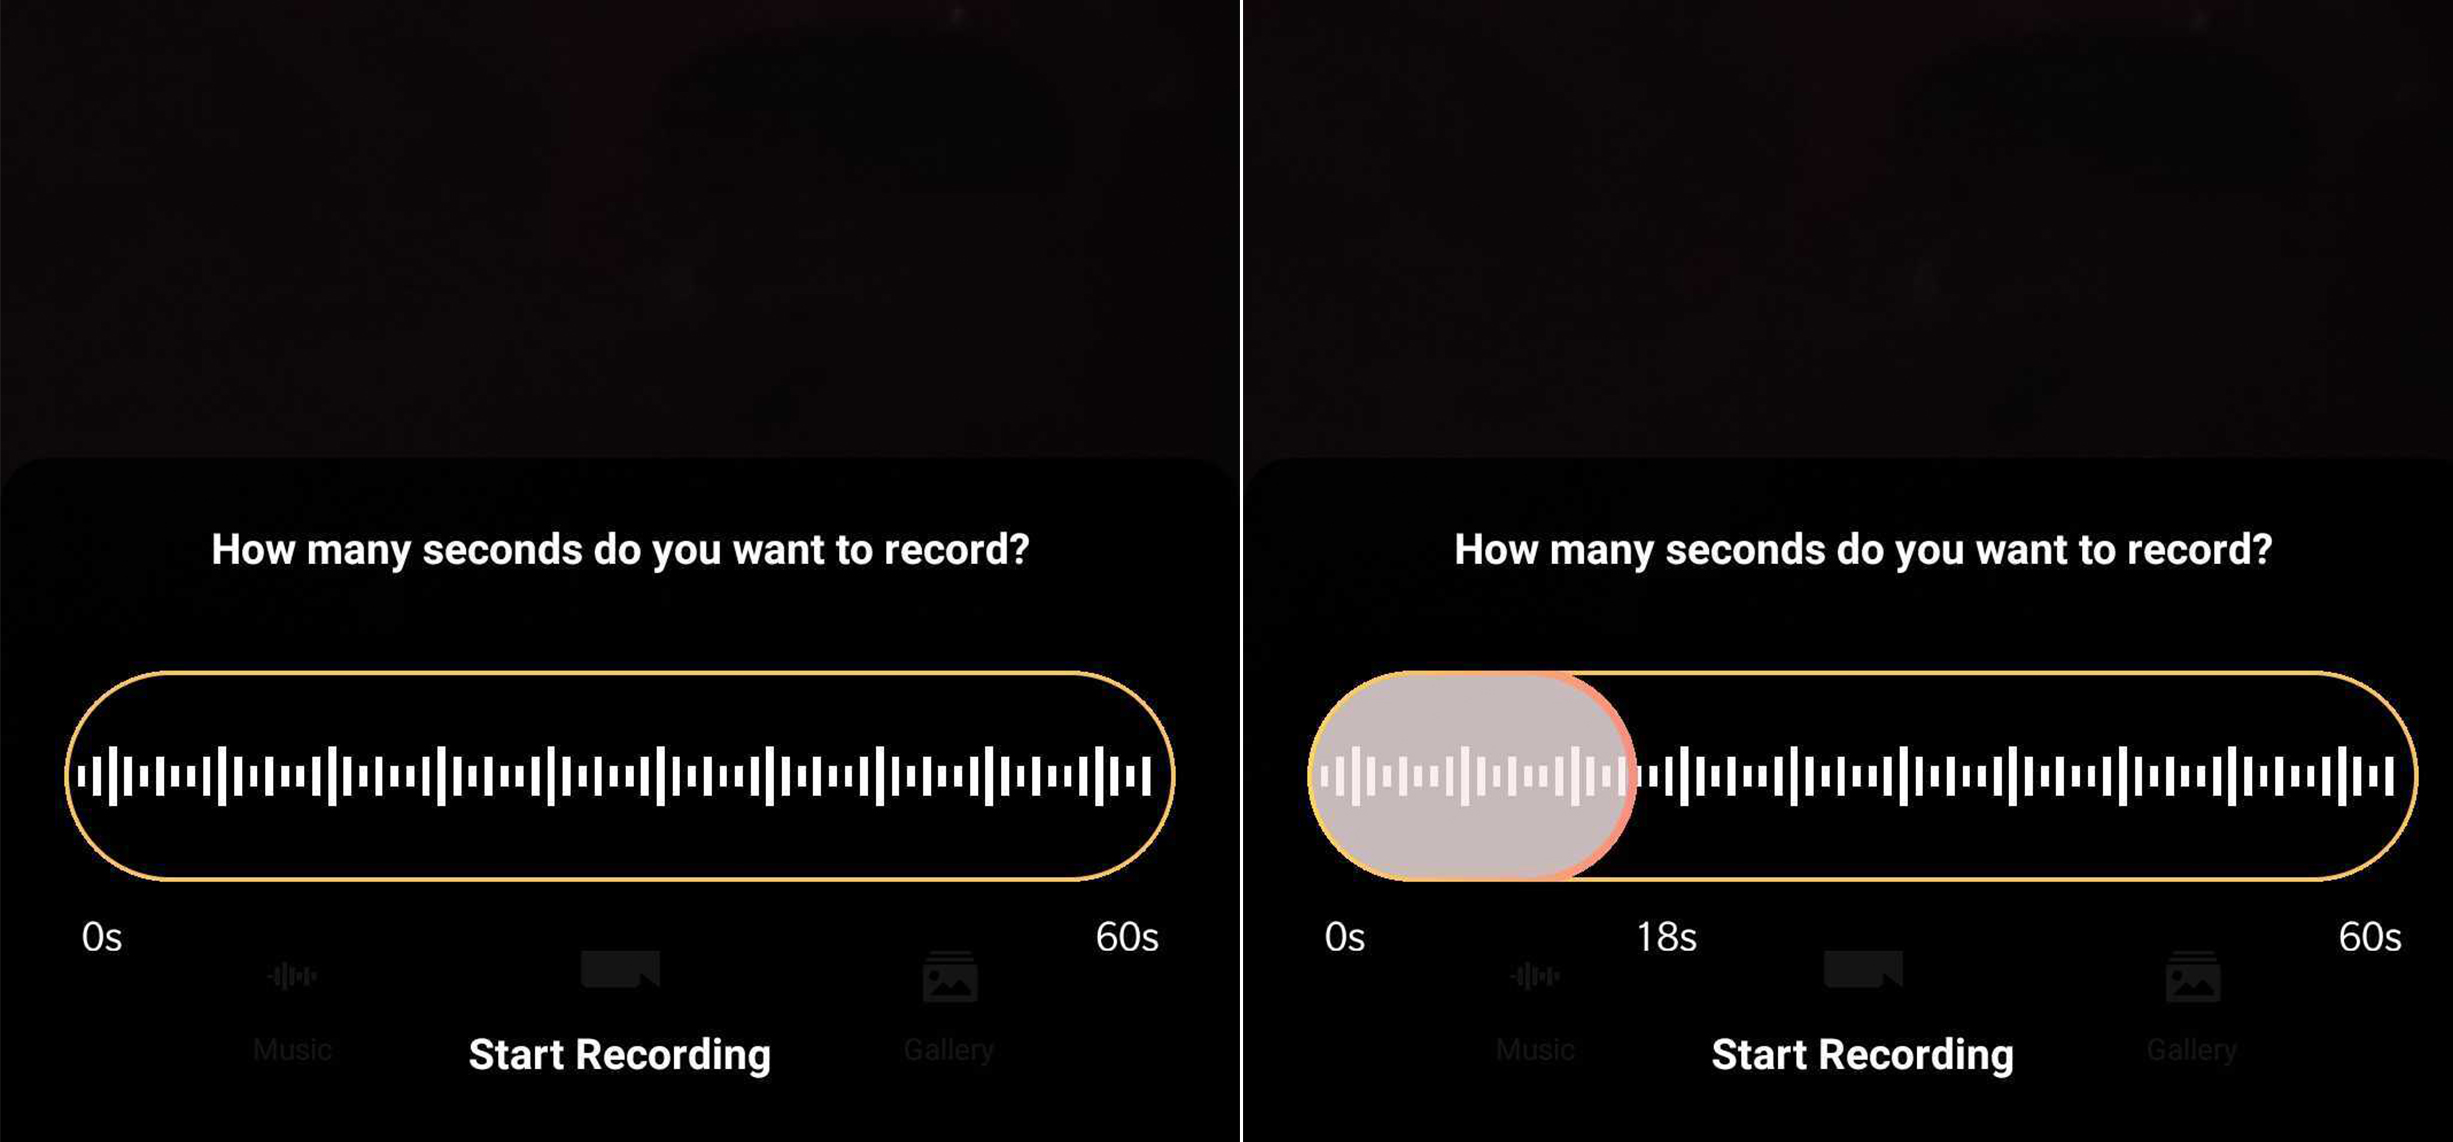 How many seconds do you want to record?
0s 60s
Music Gallery
Start Recording
How many seconds do you want to record?
0s 18s 60s
Music Gallery
Start Recording